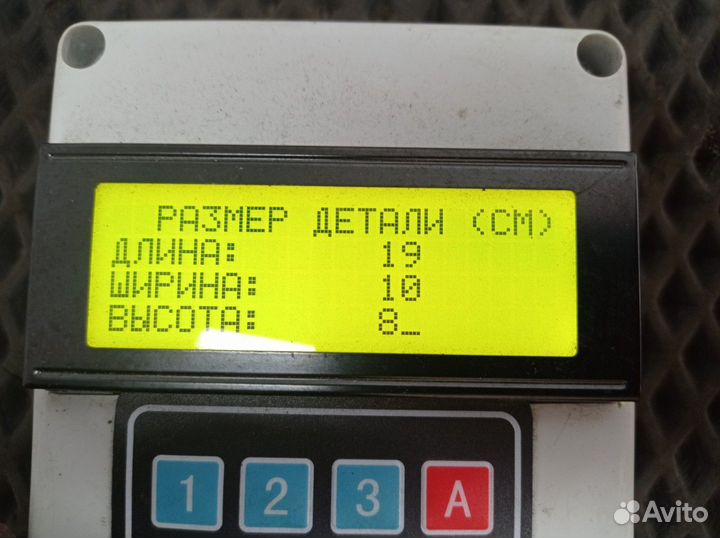 РАЗМЕР ДЕТАЛИ (СМ)
ДЛИНА: 19
ШИРИНА: 10
ВЫСОТА: 8_
1 2 3 A
Avito